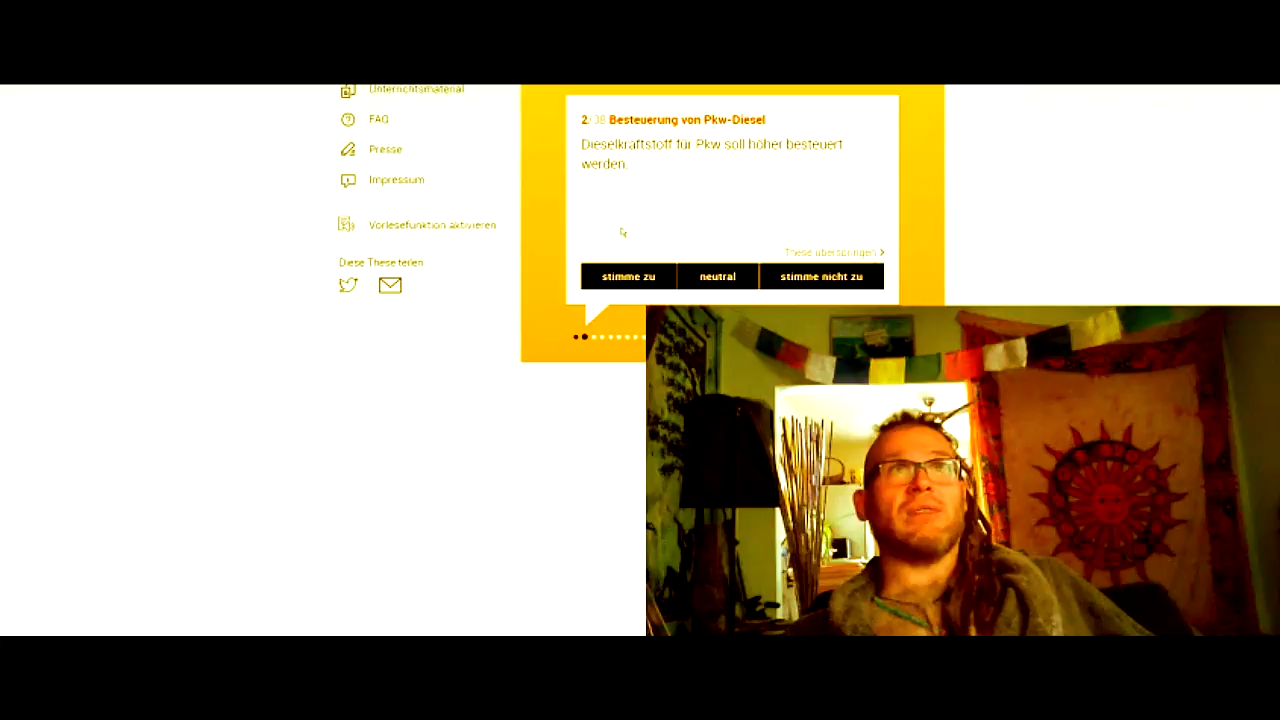 Unterrichtsmaterial
FAQ
Presse
Impressum
Vorlesefunktion aktivieren
Diese These teilen
2/38 Besteuerung von Pkw-Diesel
Dieselkraftstoff für Pkw soll höher besteuert
werden.
These überspringen
stimme zu neutral stimme nicht zu